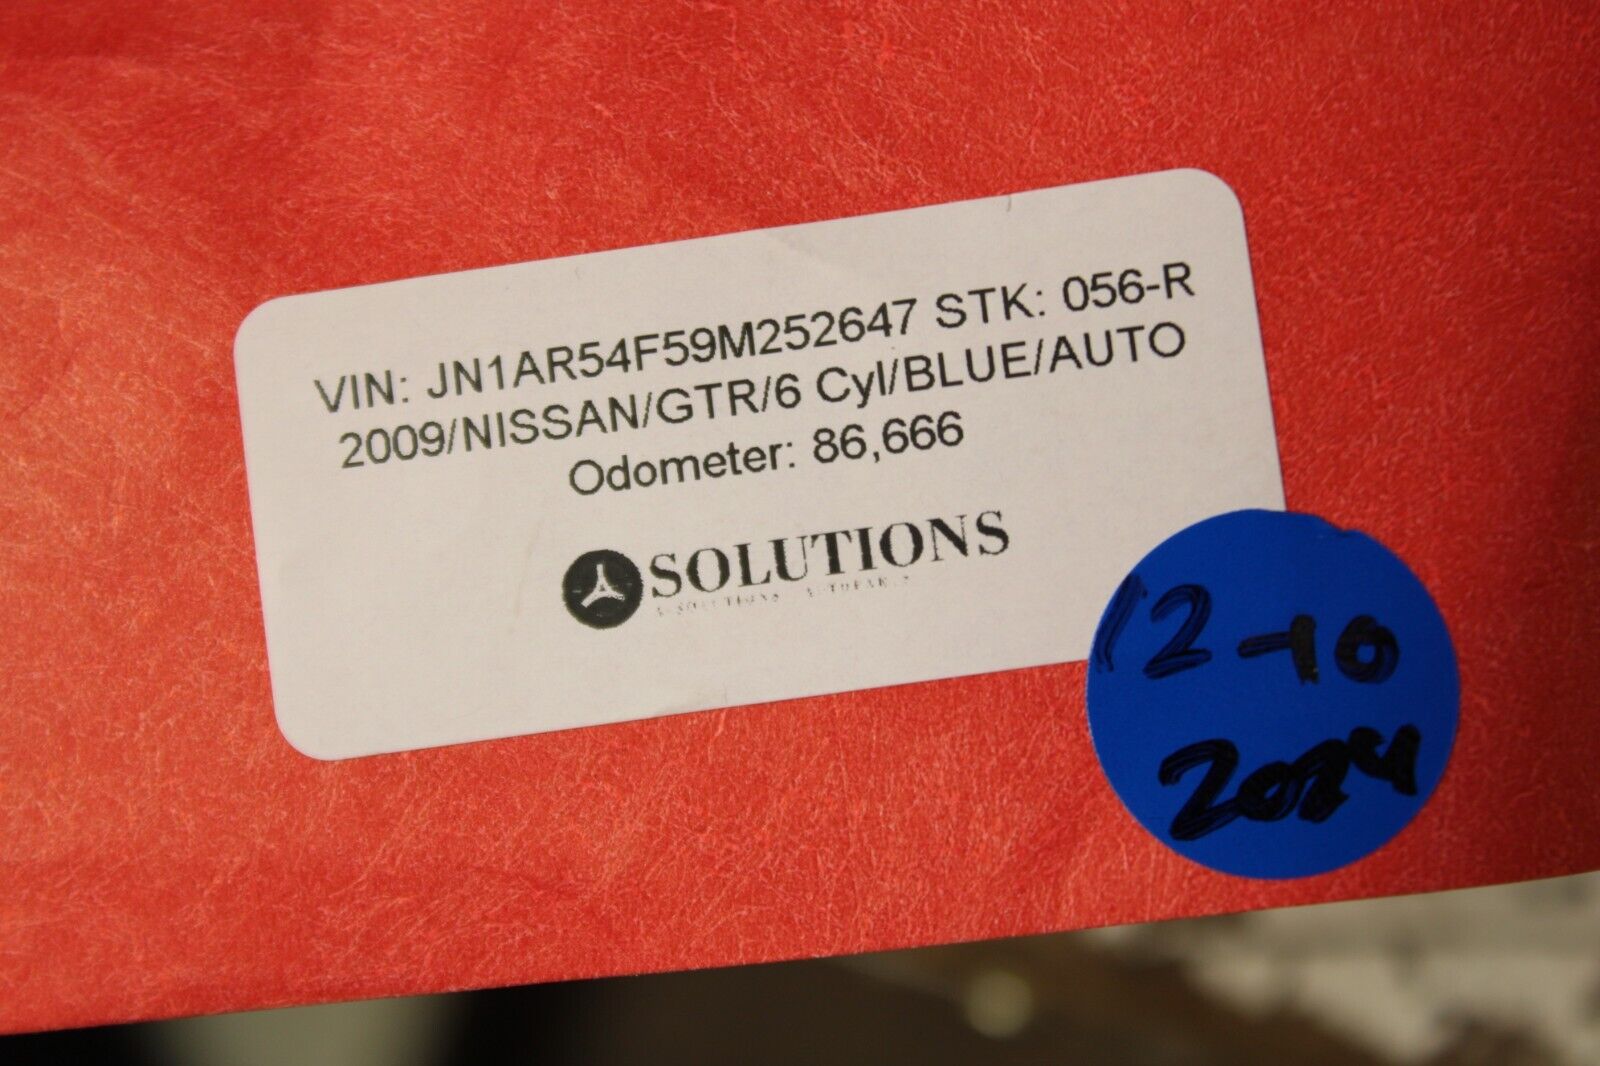 VIN: JN1AR54F59M252647 STK: 056-R
2009/NISSAN/GTR/6 Cyl/BLUE/AUTO
Odometer: 86,666
SOLUTIONS
12-10
2024